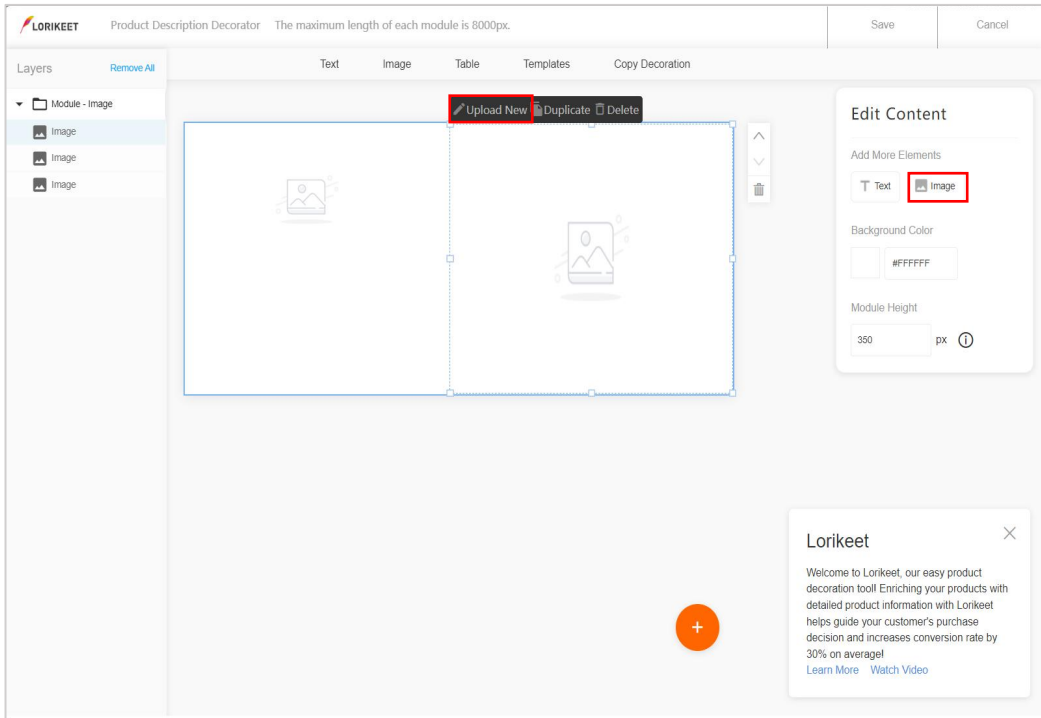 LORIKEET
Product Description Decorator The maximum length of each module is 8000px.
Save
Cancel
Layers
Remove All
Text
Image
Table
Templates
Copy Decoration
Module - Image
Image
Image
Image
Upload New
Duplicate
Delete
Edit Content
Add More Elements
T Text
Image
Background Color
#FFFFFF
Module Height
350
px
Lorikeet
Welcome to Lorikeet, our easy product
decoration tool! Enriching your products with
detailed product information with Lorikeet
helps guide your customer's purchase
decision and increases conversion rate by
30% on average!
Learn More Watch Video